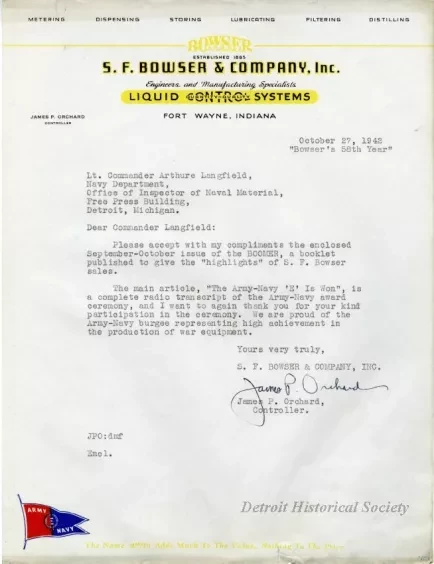 METERING DISPENSING STORING LUBRICATING FILTERING DISTILLING
BOWSER
ESTABLISHED 1885
S. F. BOWSER & COMPANY, Inc.
Engineers and Manufacturing Specialists
LIQUID CONTROL SYSTEMS
FORT WAYNE, INDIANA
JAMES P. ORCHARD
CONTROLLER
October 27, 1942
"Bowser's 58th Year"
Lt. Commander Arthure Langfield,
Navy Department,
Office of Inspector of Naval Material,
Free Press Building,
Detroit, Michigan.
Dear Commander Langfield:
Please accept with my compliments the enclosed
September-October issue of the BOOMER, a booklet
published to give the "highlights" of S. F. Bowser
sales.
The main article, "The Army-Navy 'E' Is Won", is
a complete radio transcript of the Army-Navy award
ceremony, and I want to again thank you for your kind
participation in the ceremony. We are proud of the
Army-Navy burgee representing high achievement in
the production of war equipment.
Yours very truly,
S. F. BOWSER & COMPANY, INC.
James P. Orchard
James P. Orchard,
Controller.
JPO:dmf
Encl.
ARMY
E
NAVY
Detroit Historical Society
The Name